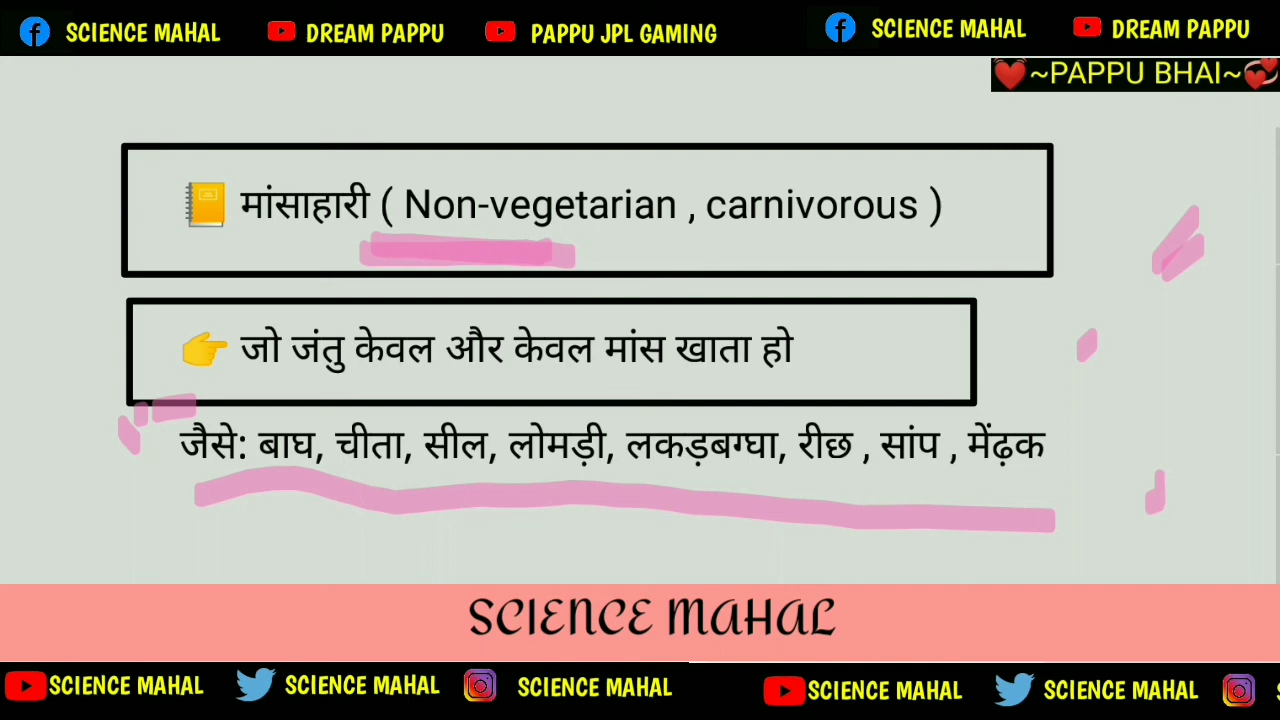 SCIENCE MAHAL DREAM PAPPU PAPPU JPL GAMING SCIENCE MAHAL DREAM PAPPU
~PAPPU BHAI~
मांसाहारी ( Non-vegetarian , carnivorous )
जो जंतु केवल और केवल मांस खाता हो
जैसे: बाघ, चीता, सील, लोमड़ी, लकड़बग्घा, रीछ , सांप , मेंढ़क
SCIENCE MAHAL
SCIENCE MAHAL SCIENCE MAHAL SCIENCE MAHAL SCIENCE MAHAL SCIENCE MAHAL